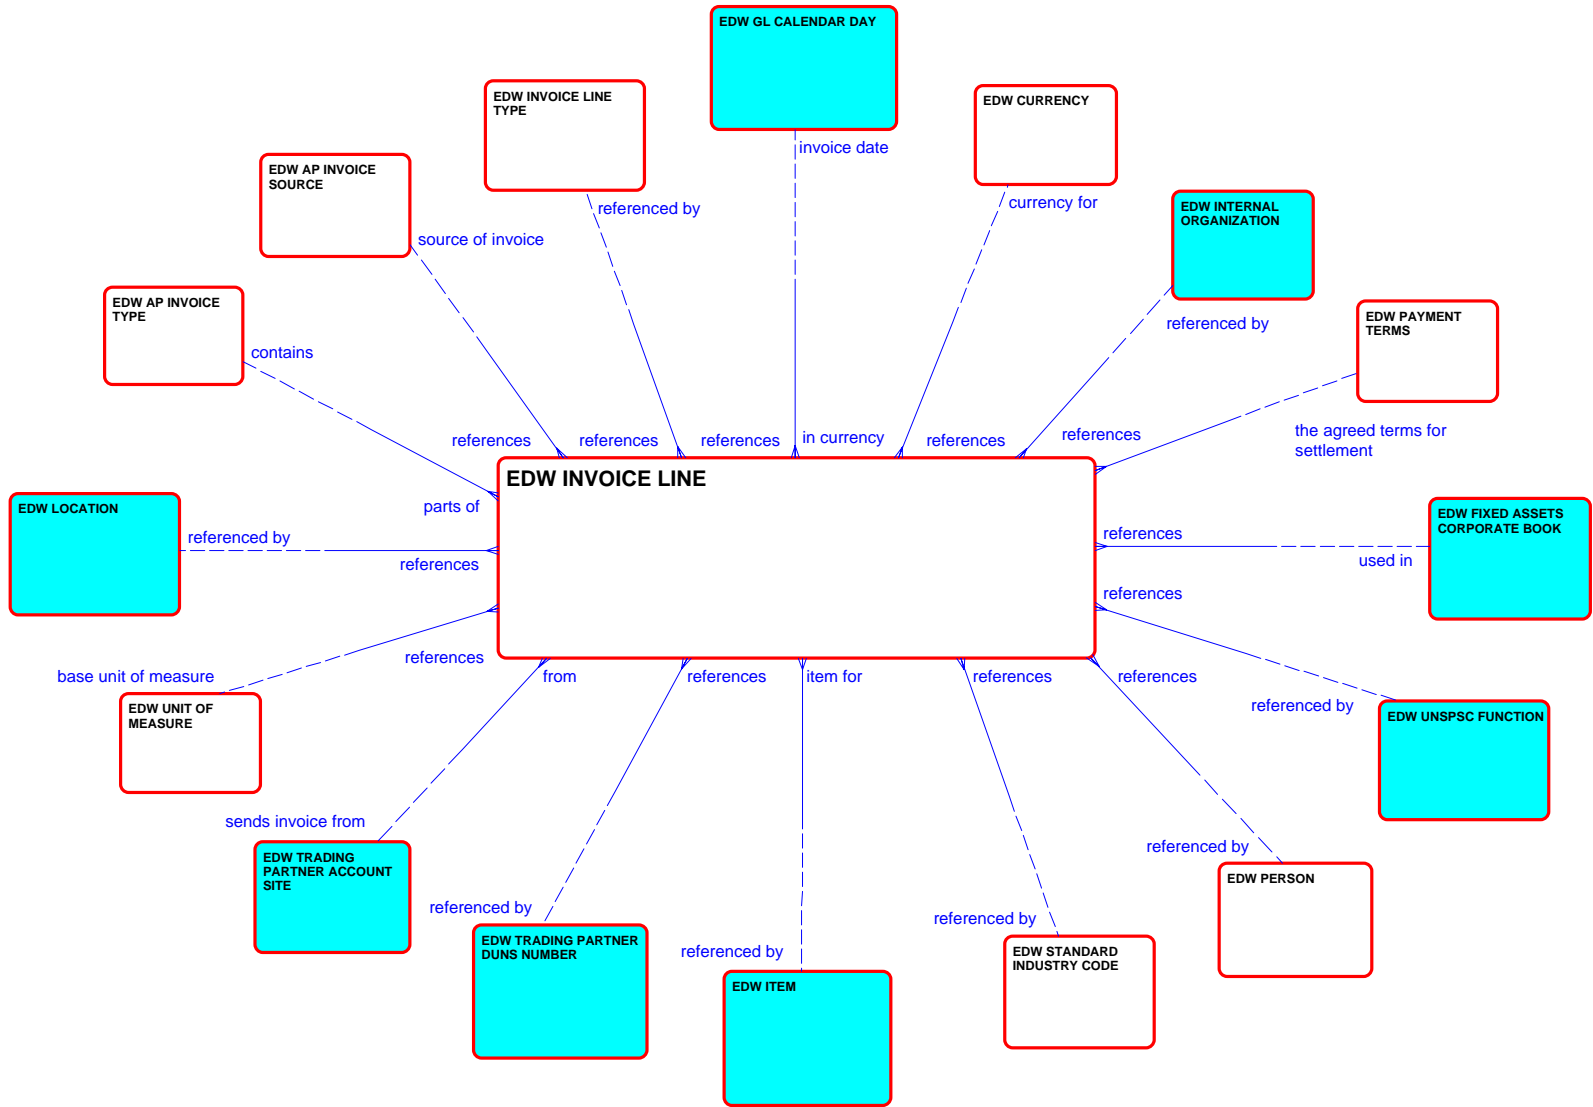 EDW GL CALENDAR DAY
EDW INVOICE LINE
TYPE
EDW CURRENCY
invoice date
EDW AP INVOICE
SOURCE
referenced by
currency for
EDW INTERNAL
ORGANIZATION
source of invoice
EDW AP INVOICE
TYPE
referenced by
EDW PAYMENT
TERMS
contains
references
references
references
in currency
references
references
the agreed terms for
settlement
EDW INVOICE LINE
parts of
EDW LOCATION
referenced by
references
EDW FIXED ASSETS
CORPORATE BOOK
references
used in
references
references
base unit of measure
from
references
item for
references
references
EDW UNIT OF
MEASURE
referenced by
EDW UNSPSC FUNCTION
sends invoice from
EDW TRADING
PARTNER ACCOUNT
SITE
referenced by
EDW PERSON
referenced by
EDW TRADING PARTNER
DUNS NUMBER
referenced by
EDW ITEM
referenced by
EDW STANDARD
INDUSTRY CODE